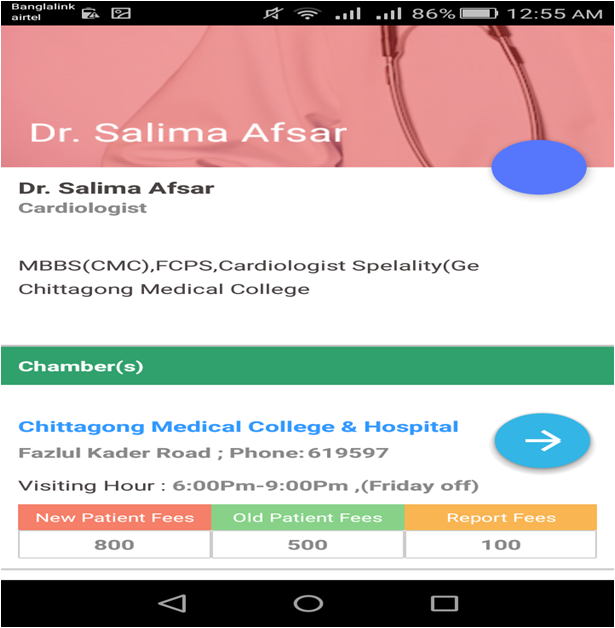 Banglalink
airtel
86% 12:55 AM
Dr. Salima Afsar
Dr. Salima Afsar
Cardiologist
MBBS(CMC),FCPS,Cardiologist Spelality(Ge
Chittagong Medical College
Chamber(s)
Chittagong Medical College & Hospital
Fazlul Kader Road ; Phone: 619597
Visiting Hour : 6:00Pm-9:00Pm ,(Friday off)
New Patient Fees Old Patient Fees Report Fees
800 500 100